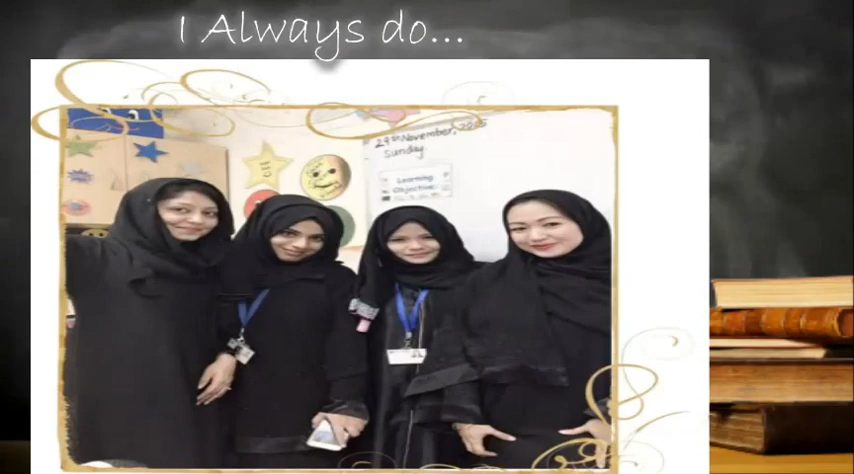 I Always do...
29th November, 2015
Sunday
Learning
Objective: